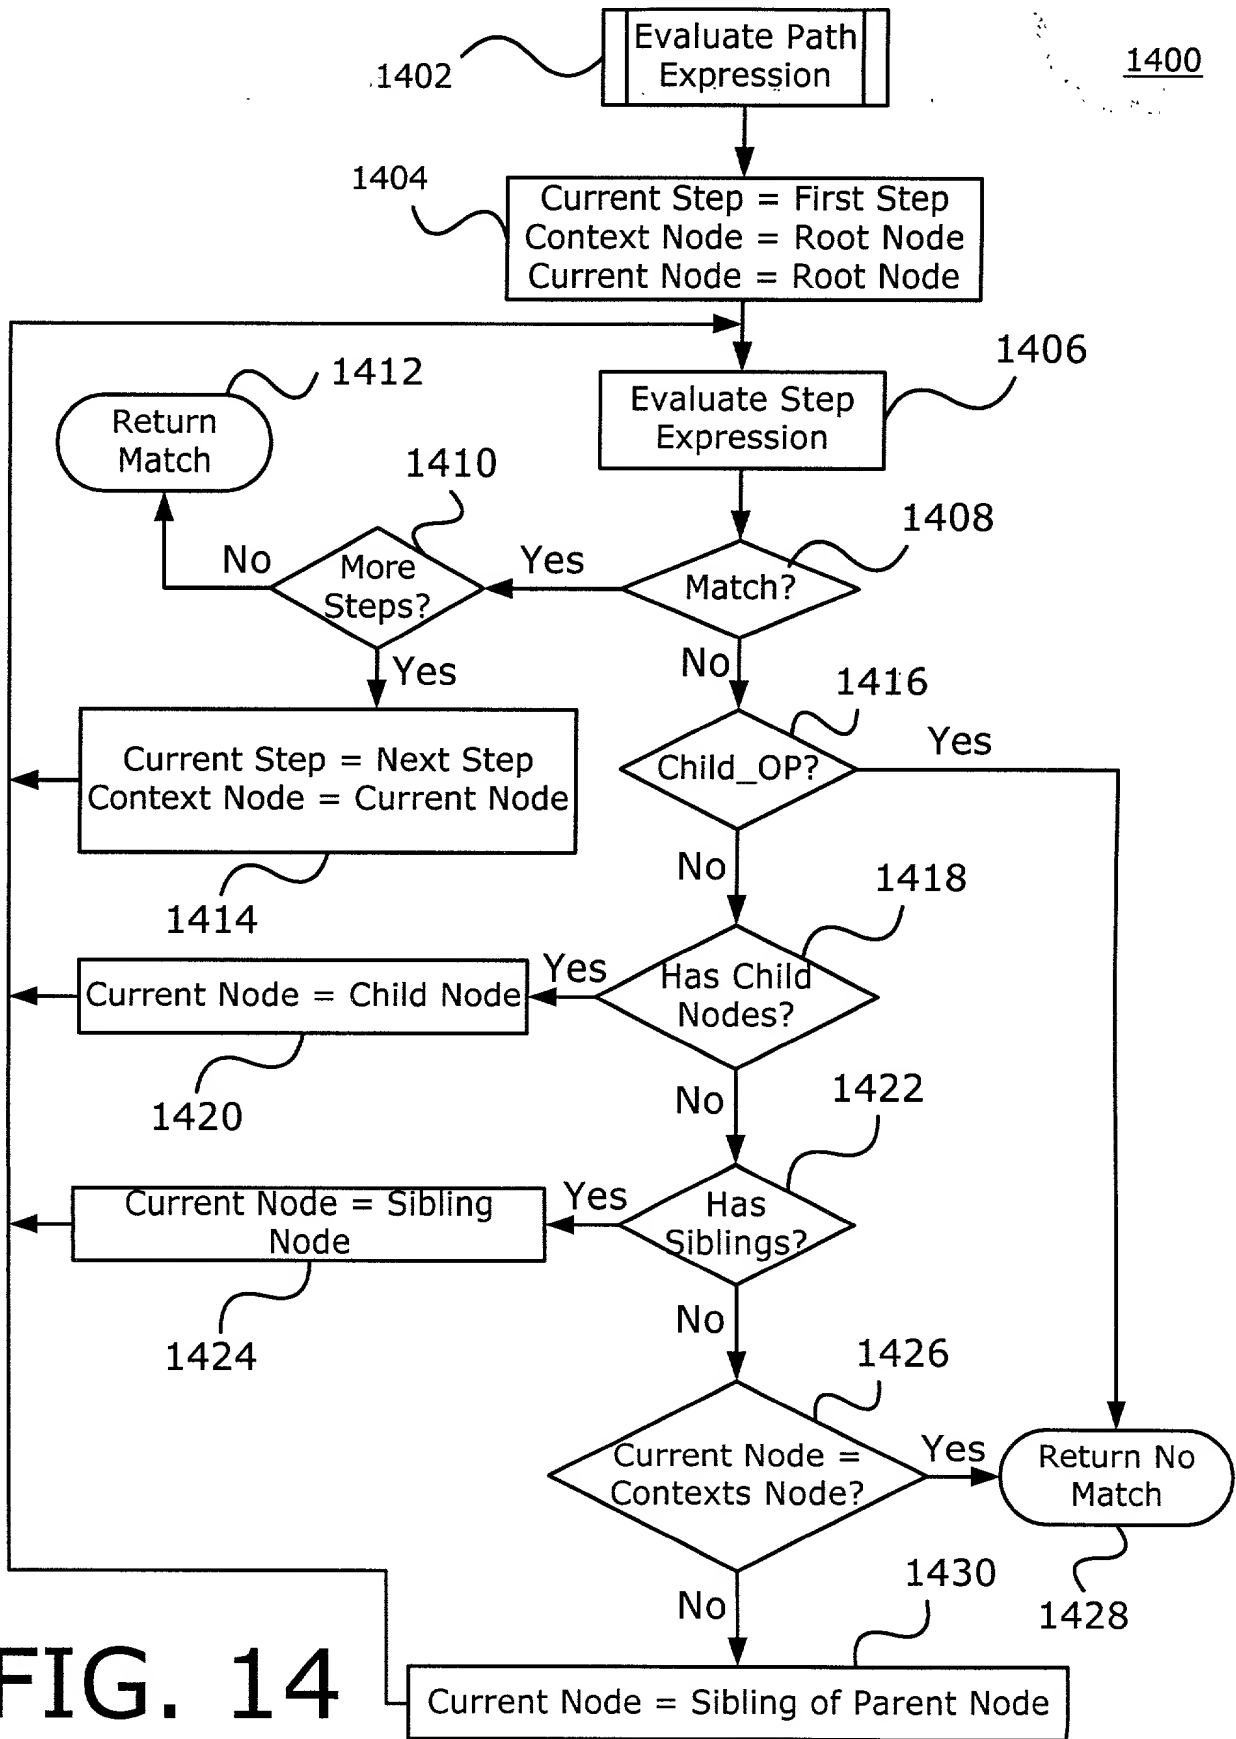 Evaluate Path
Expression
1402
1400
1404
Current Step = First Step
Context Node = Root Node
Current Node = Root Node
1406
Evaluate Step
Expression
1412
Return
Match
1410
1408
No
More
Steps?
Yes
Match?
Yes
No
1416
Current Step = Next Step
Context Node = Current Node
Child_OP?
Yes
1414
No
1418
Current Node = Child Node
Yes
Has Child
Nodes?
1420
No
1422
Current Node = Sibling
Node
Yes
Has
Siblings?
1424
No
1426
Current Node =
Contexts Node?
Yes
Return No
Match
1428
No
1430
Current Node = Sibling of Parent Node
FIG. 14